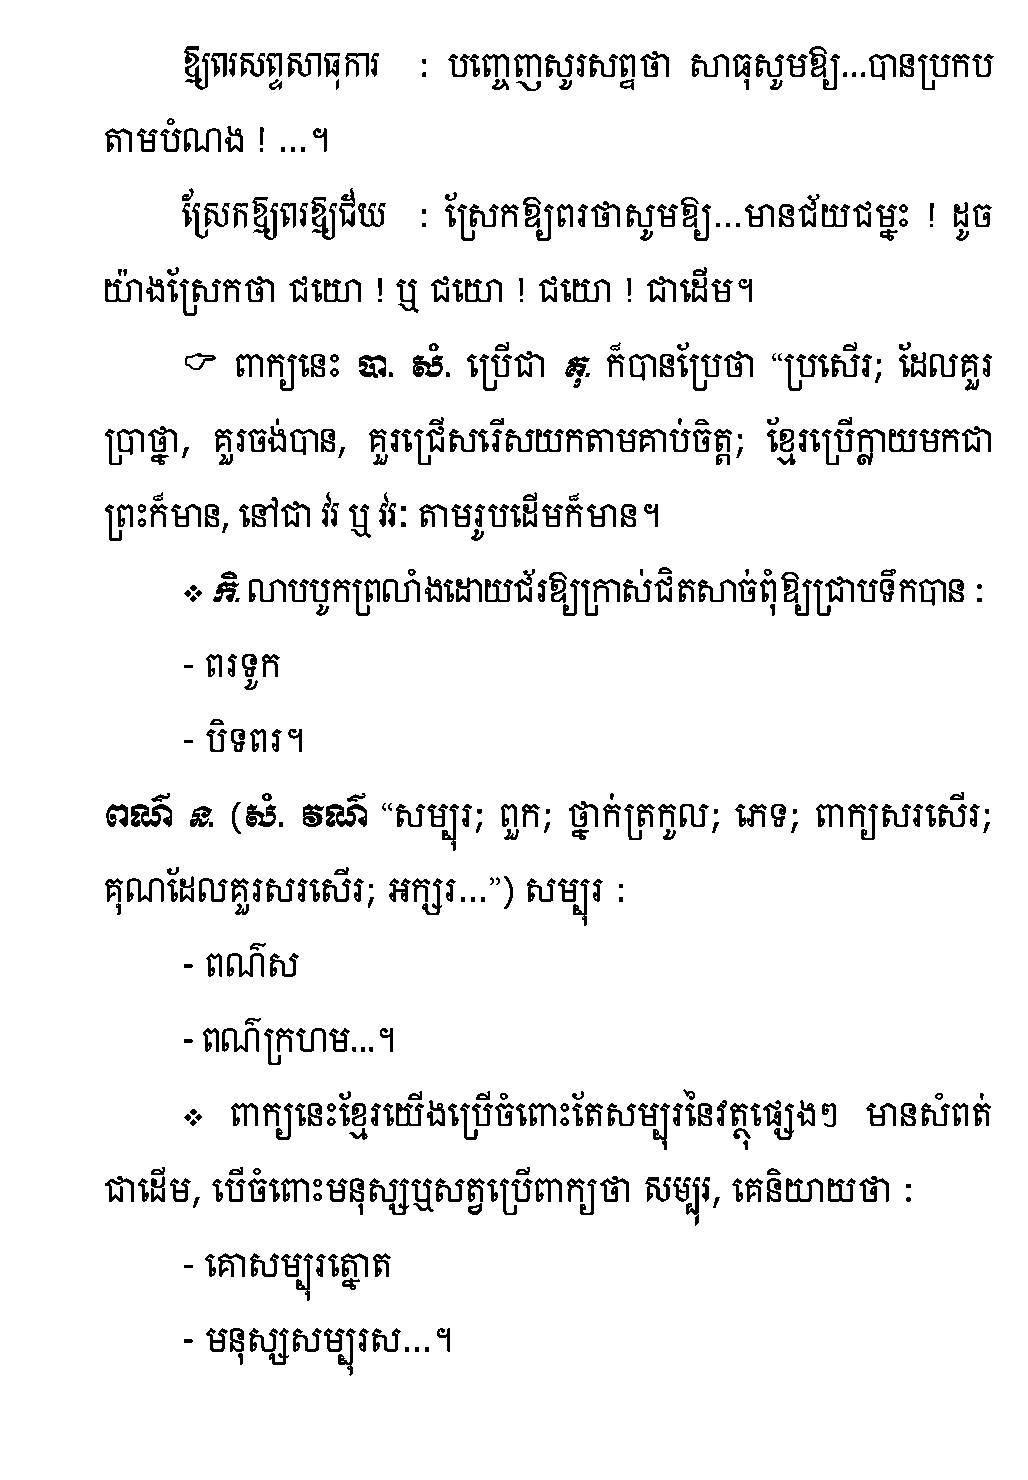 ឱ្យពរសព្ទសាធុការ : បញ្ចេញសូរសព្ទថា សាធុសូមឱ្យ...បានប្រកប
តាមបំណង ! ...។
ស្រែកឱ្យពរឱ្យជ័យ : ស្រែកឱ្យពរថាសូមឱ្យ...មានជ័យជម្នះ ! ដូច
យ៉ាងស្រែកថា ជយោ ! ឬ ជយោ ! ជយោ ! ជាដើម។
☞ ពាក្យនេះ បា. សំ. ប្រើជា គុ. ក៏បានប្រែថា “ប្រសើរ; ដែលគួរ
ប្រាថ្នា, គួរចង់បាន, គួរជ្រើសរើសយកតាមគាប់ចិត្ត; ខ្មែរប្រើក្លាយមកជា
ព្រះក៏មាន, នៅជា វរ ឬ វរៈ តាមរូបដើមក៏មាន។
❖ កិ. លាបបូកព្រលាំងដោយជ័រឱ្យក្រាស់ជិតសាច់ពុំឱ្យជ្រាបទឹកបាន :
- ពរទូក
- បិទពរ។
ពណ៌ ន. (សំ. វណ៌ “សម្បុរ; ពួក; ថ្នាក់ត្រកូល; ភេទ; ពាក្យសរសើរ;
គុណដែលគួរសរសើរ; អក្សរ...”) សម្បុរ :
- ពណ៌ស
- ពណ៌ក្រហម...។
❖ ពាក្យនេះខ្មែរយើងប្រើចំពោះតែសម្បុរនៃវត្ថុផ្សេងៗ មានសំពត់
ជាដើម, បើចំពោះមនុស្សឬសត្វប្រើពាក្យថា សម្បុរ, គេនិយាយថា :
- គោសម្បុរត្នោត
- មនុស្សសម្បុរស...។